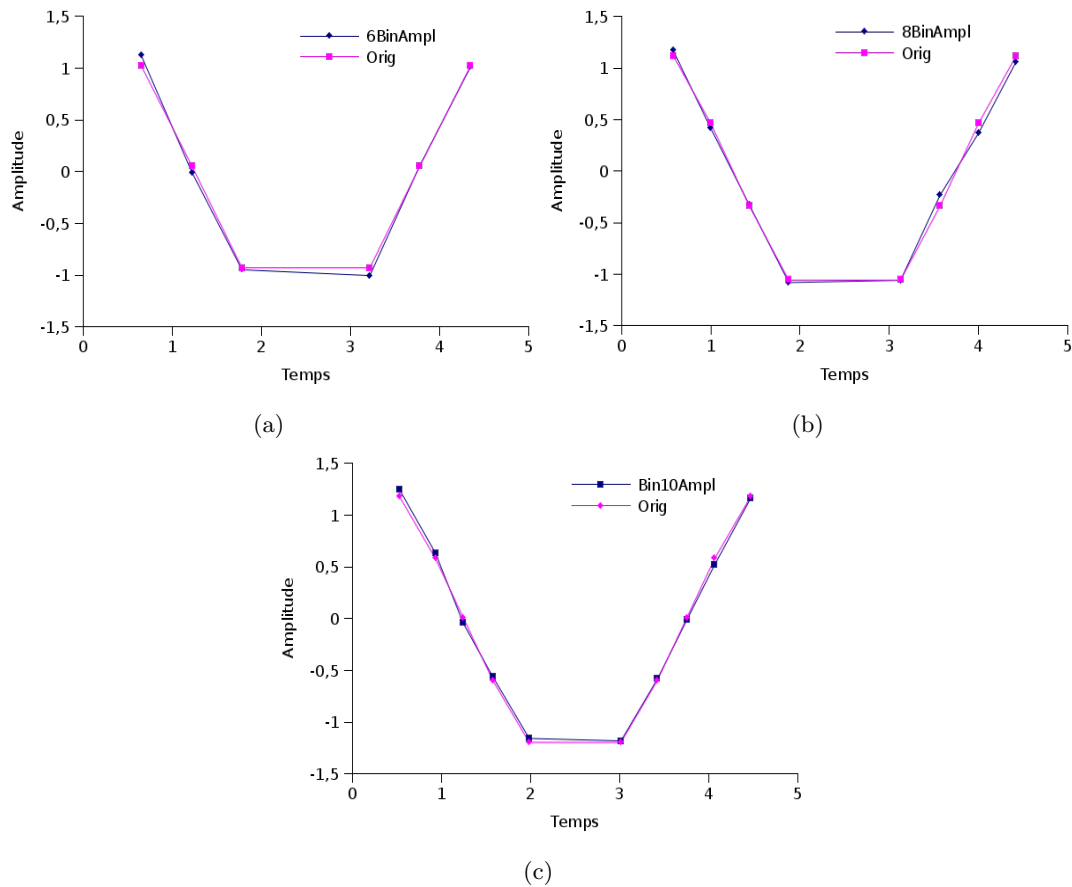 1,5
1
0,5
0
-0,5
-1
-1,5
Amplitude
6BinAmpl
Orig
0 1 2 3 4 5
Temps
(a)
1,5
1
0,5
0
-0,5
-1
-1,5
Amplitude
8BinAmpl
Orig
0 1 2 3 4 5
Temps
(b)
1,5
1
0,5
0
-0,5
-1
-1,5
Amplitude
Bin10Ampl
Orig
0 1 2 3 4 5
Temps
(c)